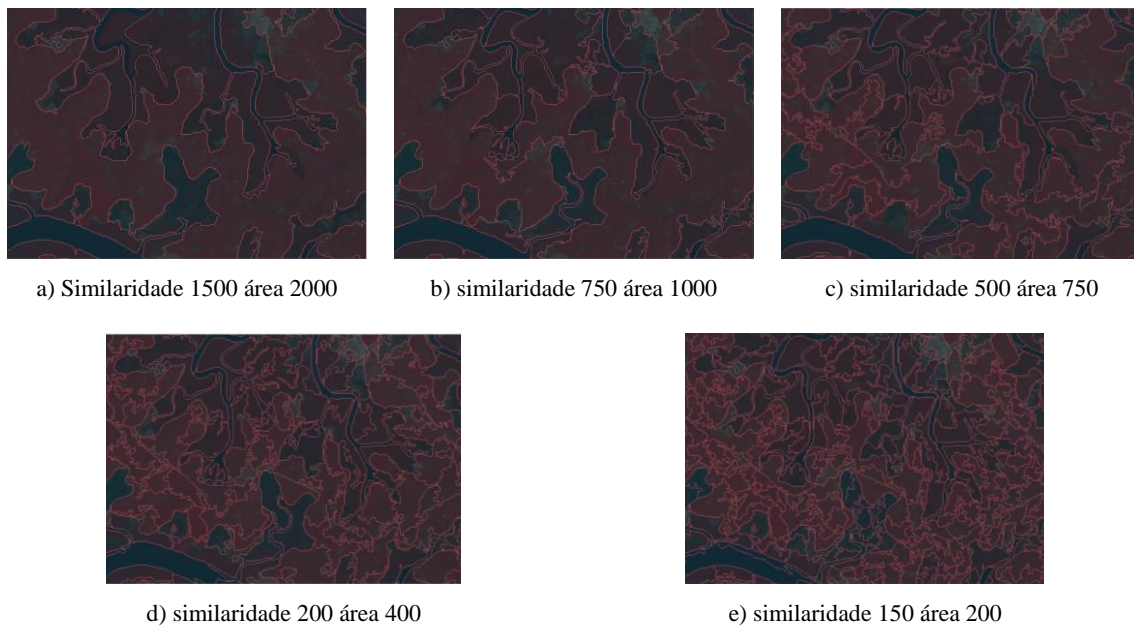 a) Similaridade 1500 área 2000
b) similaridade 750 área 1000
c) similaridade 500 área 750
d) similaridade 200 área 400
e) similaridade 150 área 200